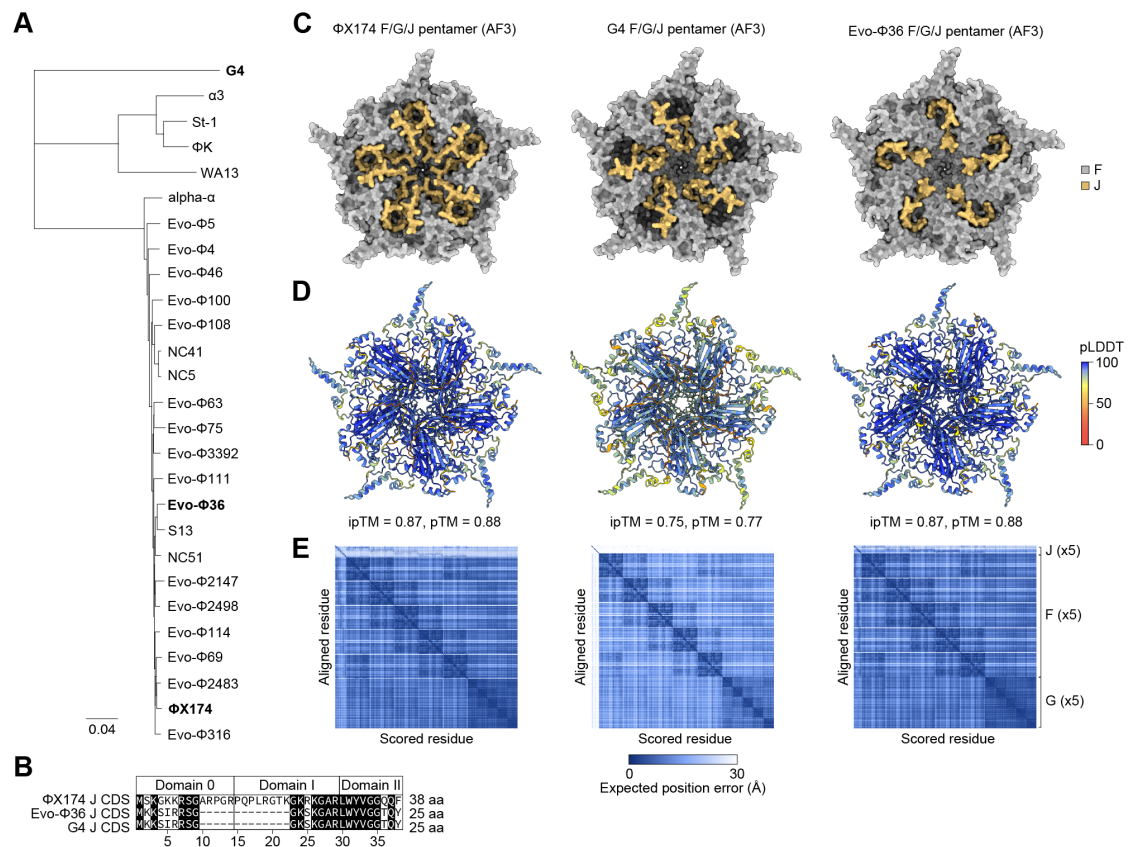 A
G4
α3
St-1
ΦK
WA13
alpha-α
Evo-Φ5
Evo-Φ4
Evo-Φ46
Evo-Φ100
Evo-Φ108
NC41
NC5
Evo-Φ63
Evo-Φ75
Evo-Φ3392
Evo-Φ111
Evo-Φ36
S13
NC51
Evo-Φ2147
Evo-Φ2498
Evo-Φ114
Evo-Φ69
Evo-Φ2483
ΦX174
Evo-Φ316
0.04
B
Domain 0 Domain I Domain II
ΦX174 J CDS MSKGKKRSGARPGRPQPLRGTKGKRKGARLWYVGGQQF 38 aa
Evo-Φ36 J CDS MKKSIRRSG-------------GKSKGARLWYVGGTQY 25 aa
G4 J CDS MKKSIRRSG-------------GKSKGARLWYVGGTQY 25 aa
5 10 15 20 25 30 35
C
ΦX174 F/G/J pentamer (AF3)
G4 F/G/J pentamer (AF3)
Evo-Φ36 F/G/J pentamer (AF3)
F
J
D
pLDDT
100
50
0
ipTM = 0.87, pTM = 0.88
ipTM = 0.75, pTM = 0.77
ipTM = 0.87, pTM = 0.88
E
Aligned residue
Scored residue
Aligned residue
Scored residue
Aligned residue
Scored residue
J (x5)
F (x5)
G (x5)
0 30
Expected position error (Å)